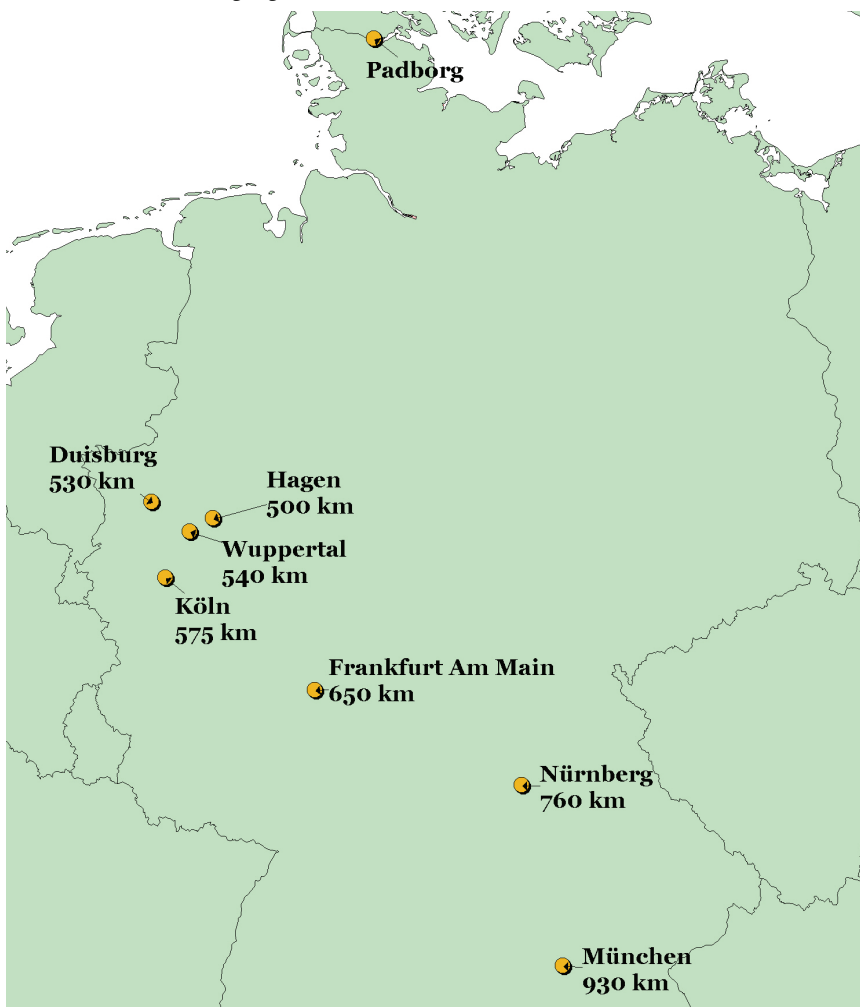 Padborg
Duisburg
530 km
Hagen
500 km
Wuppertal
540 km
Köln
575 km
Frankfurt Am Main
650 km
Nürnberg
760 km
München
930 km